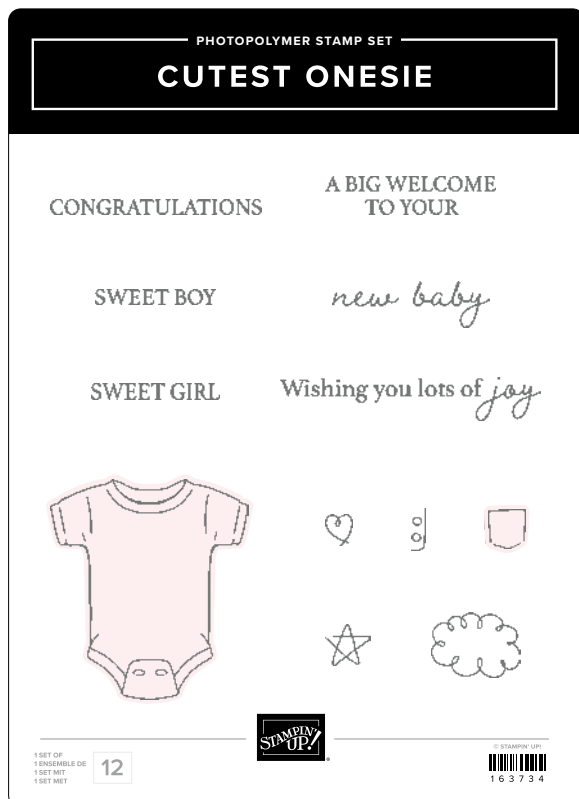 PHOTOPOLYMER STAMP SET
CUTEST ONESIE
CONGRATULATIONS
A BIG WELCOME
TO YOUR
SWEET BOY
new baby
SWEET GIRL
Wishing you lots of joy
STAMPIN' UP!®
1 SET OF
1 ENSEMBLE DE
1 SET MIT
1 SET MET
12
© STAMPIN' UP!
163734